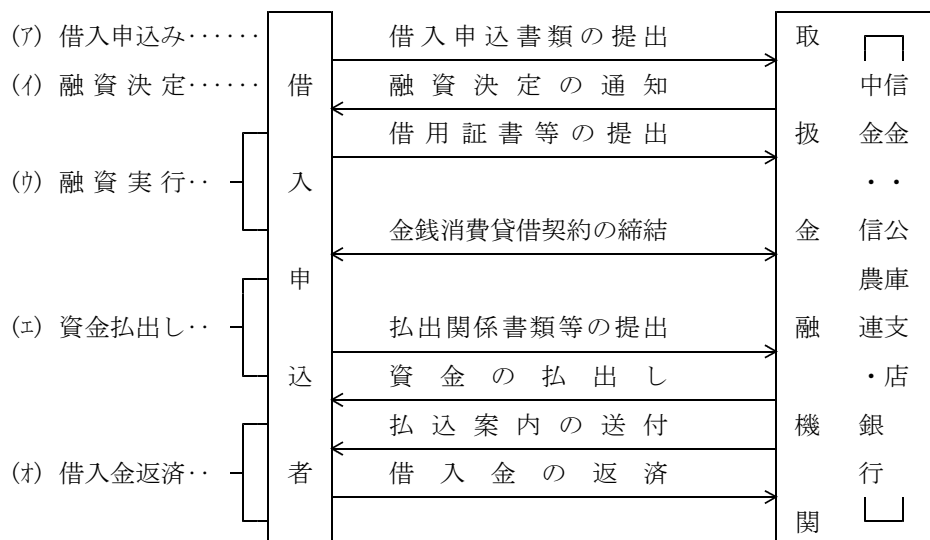 (ア) 借入申込み‥‥‥
借入申込書類の提出
(イ) 融資決定‥‥‥
融資決定の通知
借用証書等の提出
(ウ) 融資実行‥
金銭消費貸借契約の締結
(エ) 資金払出し‥
払出関係書類等の提出
資金の払出し
払込案内の送付
(オ) 借入金返済‥
借入金の返済
借入申込者
取扱金融機関
信金・公庫支店
中金・信農連・銀行